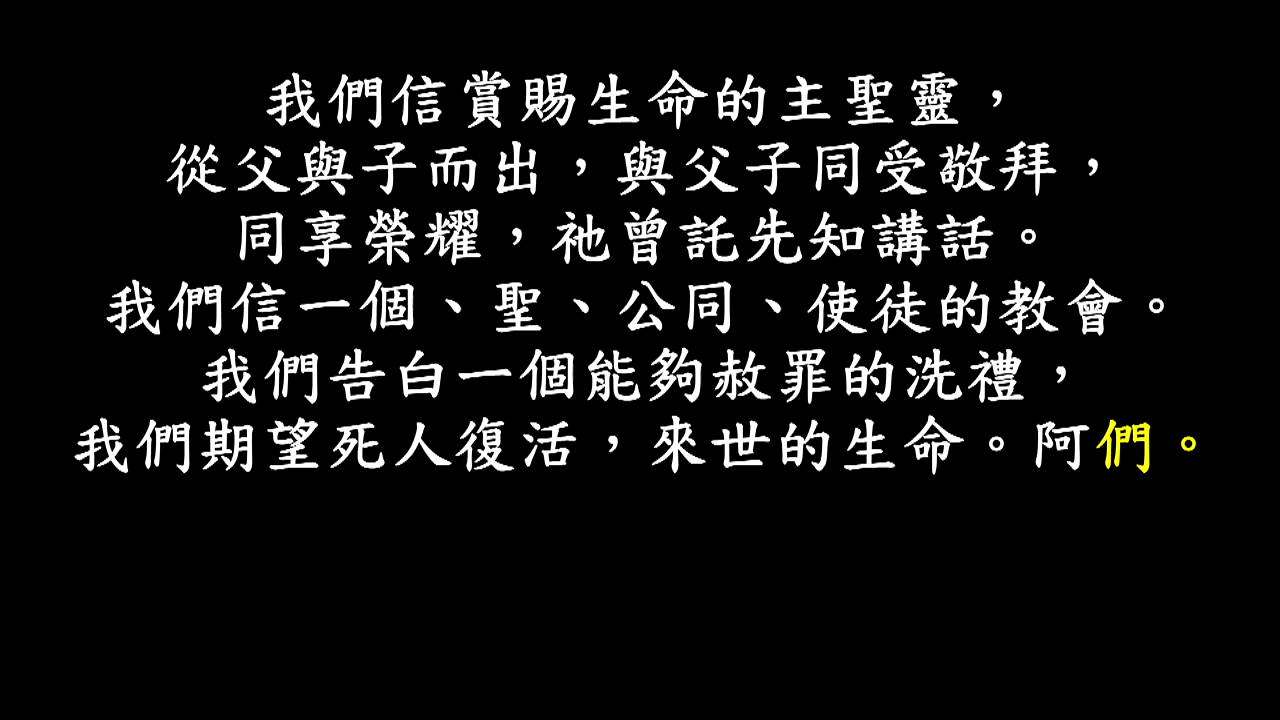 我們信賞賜生命的主聖靈，
從父與子而出，與父子同受敬拜，
同享榮耀，祂曾託先知講話。
我們信一個、聖、公同、使徒的教會。
我們告白一個能夠赦罪的洗禮，
我們期望死人復活，來世的生命。阿們。